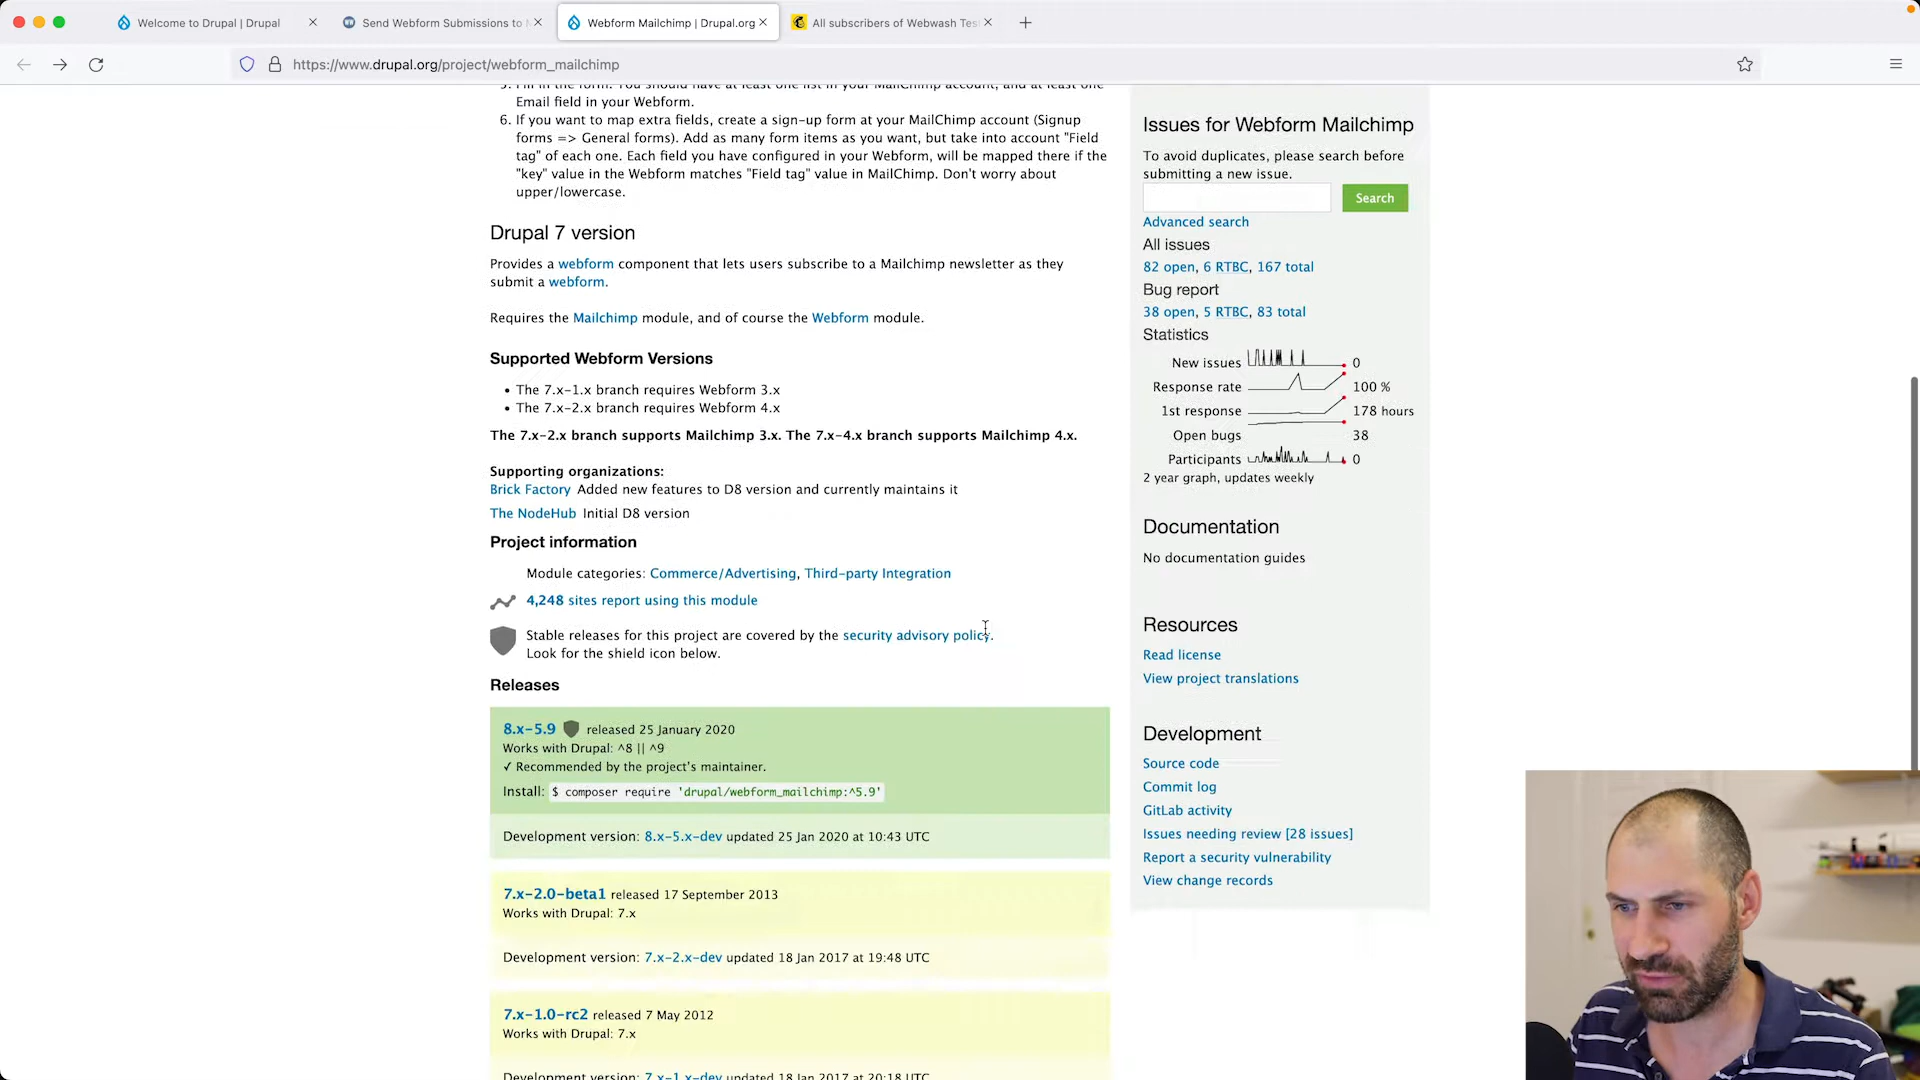 Welcome to Drupal | Drupal
Send Webform Submissions to M
Webform Mailchimp | Drupal.org
All subscribers of Webwash Tes
https://www.drupal.org/project/webform_mailchimp
5. Fill in the form. You should have at least one list in your MailChimp account, and at least one
Email field in your Webform.
6. If you want to map extra fields, create a sign-up form at your MailChimp account (Signup
forms => General forms). Add as many form items as you want, but take into account "Field
tag" of each one. Each field you have configured in your Webform, will be mapped there if the
"key" value in the Webform matches "Field tag" value in MailChimp. Don't worry about
upper/lowercase.
Drupal 7 version
Provides a webform component that lets users subscribe to a Mailchimp newsletter as they
submit a webform.
Requires the Mailchimp module, and of course the Webform module.
Supported Webform Versions
• The 7.x-1.x branch requires Webform 3.x
• The 7.x-2.x branch requires Webform 4.x
The 7.x-2.x branch supports Mailchimp 3.x. The 7.x-4.x branch supports Mailchimp 4.x.
Supporting organizations:
Brick Factory Added new features to D8 version and currently maintains it
The NodeHub Initial D8 version
Project information
Module categories: Commerce/Advertising, Third-party Integration
4,248 sites report using this module
Stable releases for this project are covered by the security advisory policy.
Look for the shield icon below.
Releases
8.x-5.9 released 25 January 2020
Works with Drupal: ^8 || ^9
✓ Recommended by the project's maintainer.
Install: $ composer require 'drupal/webform_mailchimp:^5.9'
Development version: 8.x-5.x-dev updated 25 Jan 2020 at 10:43 UTC
7.x-2.0-beta1 released 17 September 2013
Works with Drupal: 7.x
Development version: 7.x-2.x-dev updated 18 Jan 2017 at 19:48 UTC
7.x-1.0-rc2 released 7 May 2012
Works with Drupal: 7.x
Development version: 7.x-1.x-dev updated 18 Jan 2017 at 20:18 UTC
Issues for Webform Mailchimp
To avoid duplicates, please search before
submitting a new issue.
Search
Advanced search
All issues
82 open, 6 RTBC, 167 total
Bug report
38 open, 5 RTBC, 83 total
Statistics
New issues 0
Response rate 100 %
1st response 178 hours
Open bugs 38
Participants 0
2 year graph, updates weekly
Documentation
No documentation guides
Resources
Read license
View project translations
Development
Source code
Commit log
GitLab activity
Issues needing review [28 issues]
Report a security vulnerability
View change records